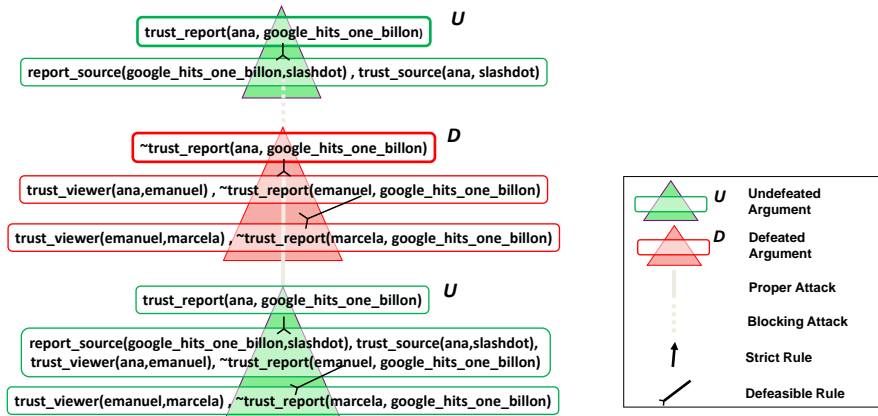 U
trust_report(ana, google_hits_one_billon)
report_source(google_hits_one_billon,slashdot) , trust_source(ana, slashdot)
D
~trust_report(ana, google_hits_one_billon)
trust_viewer(ana,emanuel) , ~trust_report(emanuel, google_hits_one_billon)
trust_viewer(emanuel,marcela) , ~trust_report(marcela, google_hits_one_billon)
U
trust_report(ana, google_hits_one_billon)
report_source(google_hits_one_billon,slashdot), trust_source(ana,slashdot),
trust_viewer(ana,emanuel), ~trust_report(emanuel, google_hits_one_billon)
trust_viewer(emanuel,marcela) , ~trust_report(marcela, google_hits_one_billon)
U
Undefeated
Argument
D
Defeated
Argument
Proper Attack
Blocking Attack
Strict Rule
Defeasible Rule